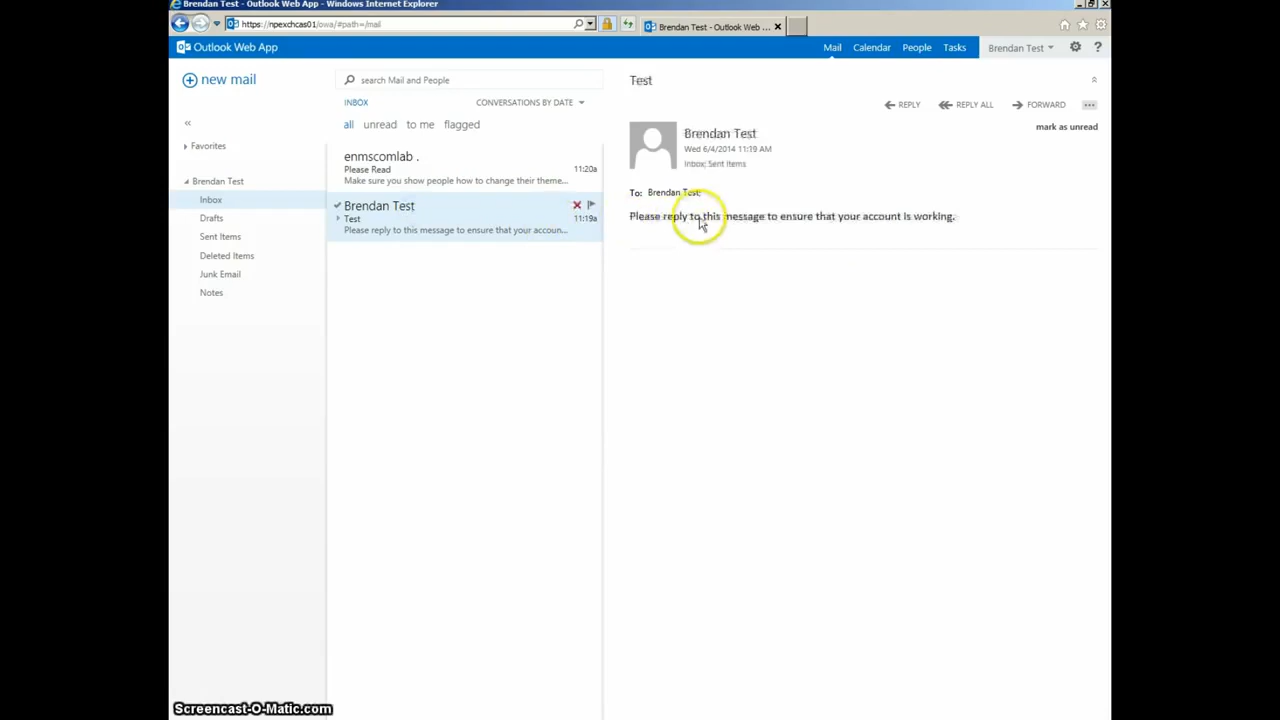 Brendan Test - Outlook Web App - Windows Internet Explorer
https://npexchcas01/owa/#path=/mail
Brendan Test - Outlook Web ...
Outlook Web App
Mail Calendar People Tasks Brendan Test ?
new mail
search Mail and People
INBOX CONVERSATIONS BY DATE
all unread to me flagged
«
Favorites
Brendan Test
Inbox
Drafts
Sent Items
Deleted Items
Junk Email
Notes
enmscomlab .
Please Read 11:20a
Make sure you show people how to change their theme...
Brendan Test
Test 11:19a
Please reply to this message to ensure that your accoun...
Test
REPLY REPLY ALL FORWARD ...
mark as unread
Brendan Test
Wed 6/4/2014 11:19 AM
Inbox; Sent Items
To: Brendan Test;
Please reply to this message to ensure that your account is working.
Screencast-O-Matic.com